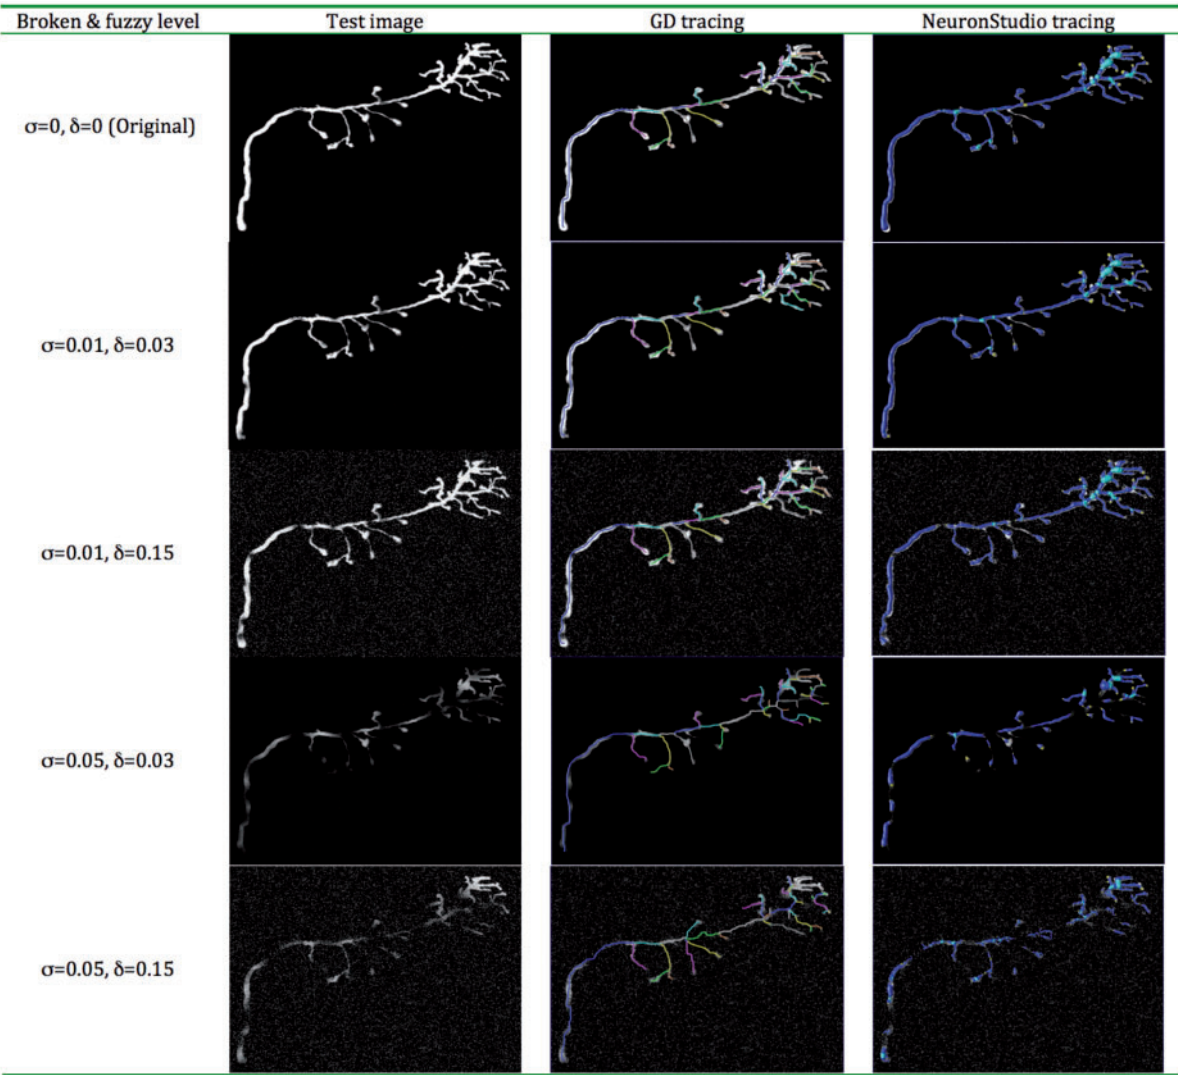 Broken & fuzzy level Test image GD tracing NeuronStudio tracing
σ=0, δ=0 (Original)
σ=0.01, δ=0.03
σ=0.01, δ=0.15
σ=0.05, δ=0.03
σ=0.05, δ=0.15